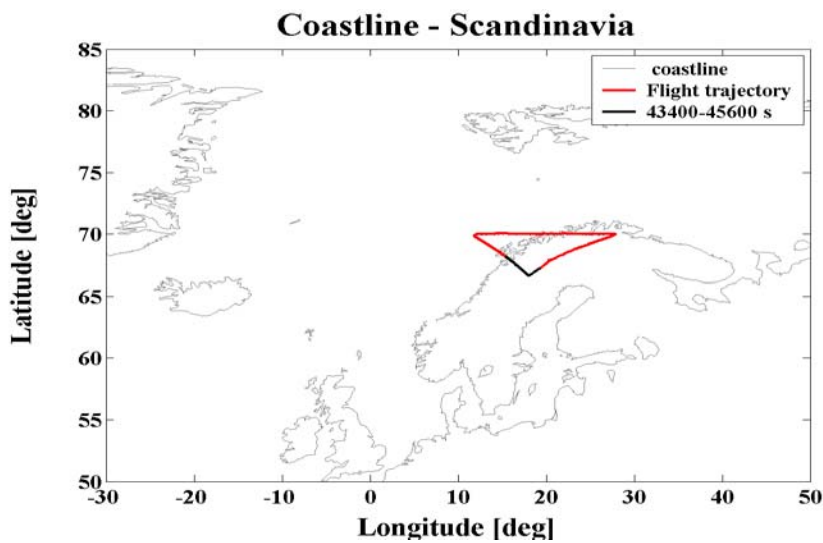 Coastline - Scandinavia
85
80
75
70
65
60
55
50
Latitude [deg]
coastline
Flight trajectory
43400-45600 s
-30 -20 -10 0 10 20 30 40 50
Longitude [deg]